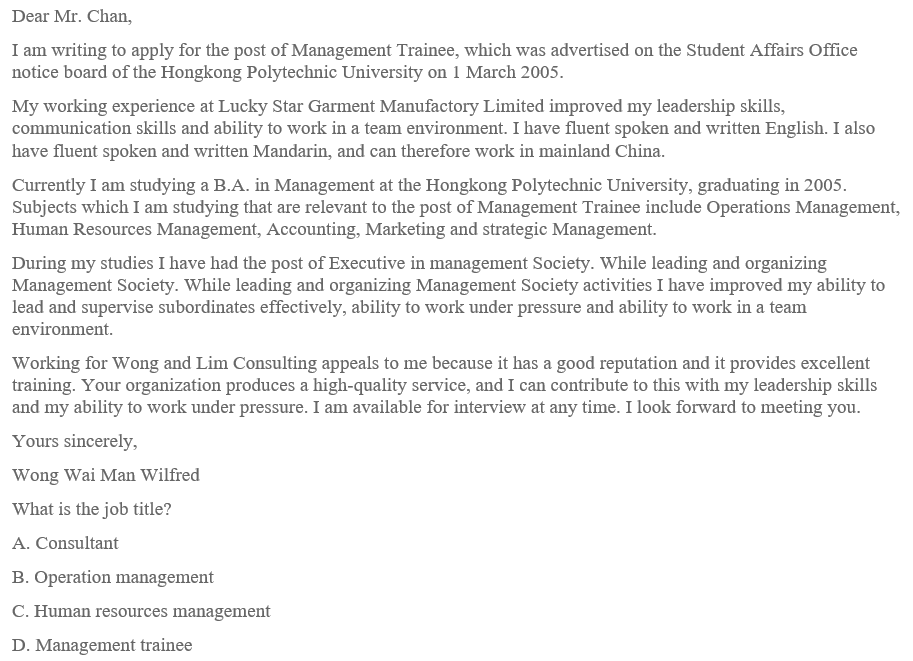 Dear Mr. Chan,
I am writing to apply for the post of Management Trainee, which was advertised on the Student Affairs Office
notice board of the Hongkong Polytechnic University on 1 March 2005.
My working experience at Lucky Star Garment Manufactory Limited improved my leadership skills,
communication skills and ability to work in a team environment. I have fluent spoken and written English. I also
have fluent spoken and written Mandarin, and can therefore work in mainland China.
Currently I am studying a B.A. in Management at the Hongkong Polytechnic University, graduating in 2005.
Subjects which I am studying that are relevant to the post of Management Trainee include Operations Management,
Human Resources Management, Accounting, Marketing and strategic Management.
During my studies I have had the post of Executive in management Society. While leading and organizing
Management Society. While leading and organizing Management Society activities I have improved my ability to
lead and supervise subordinates effectively, ability to work under pressure and ability to work in a team
environment.
Working for Wong and Lim Consulting appeals to me because it has a good reputation and it provides excellent
training. Your organization produces a high-quality service, and I can contribute to this with my leadership skills
and my ability to work under pressure. I am available for interview at any time. I look forward to meeting you.
Yours sincerely,
Wong Wai Man Wilfred
What is the job title?
A. Consultant
B. Operation management
C. Human resources management
D. Management trainee